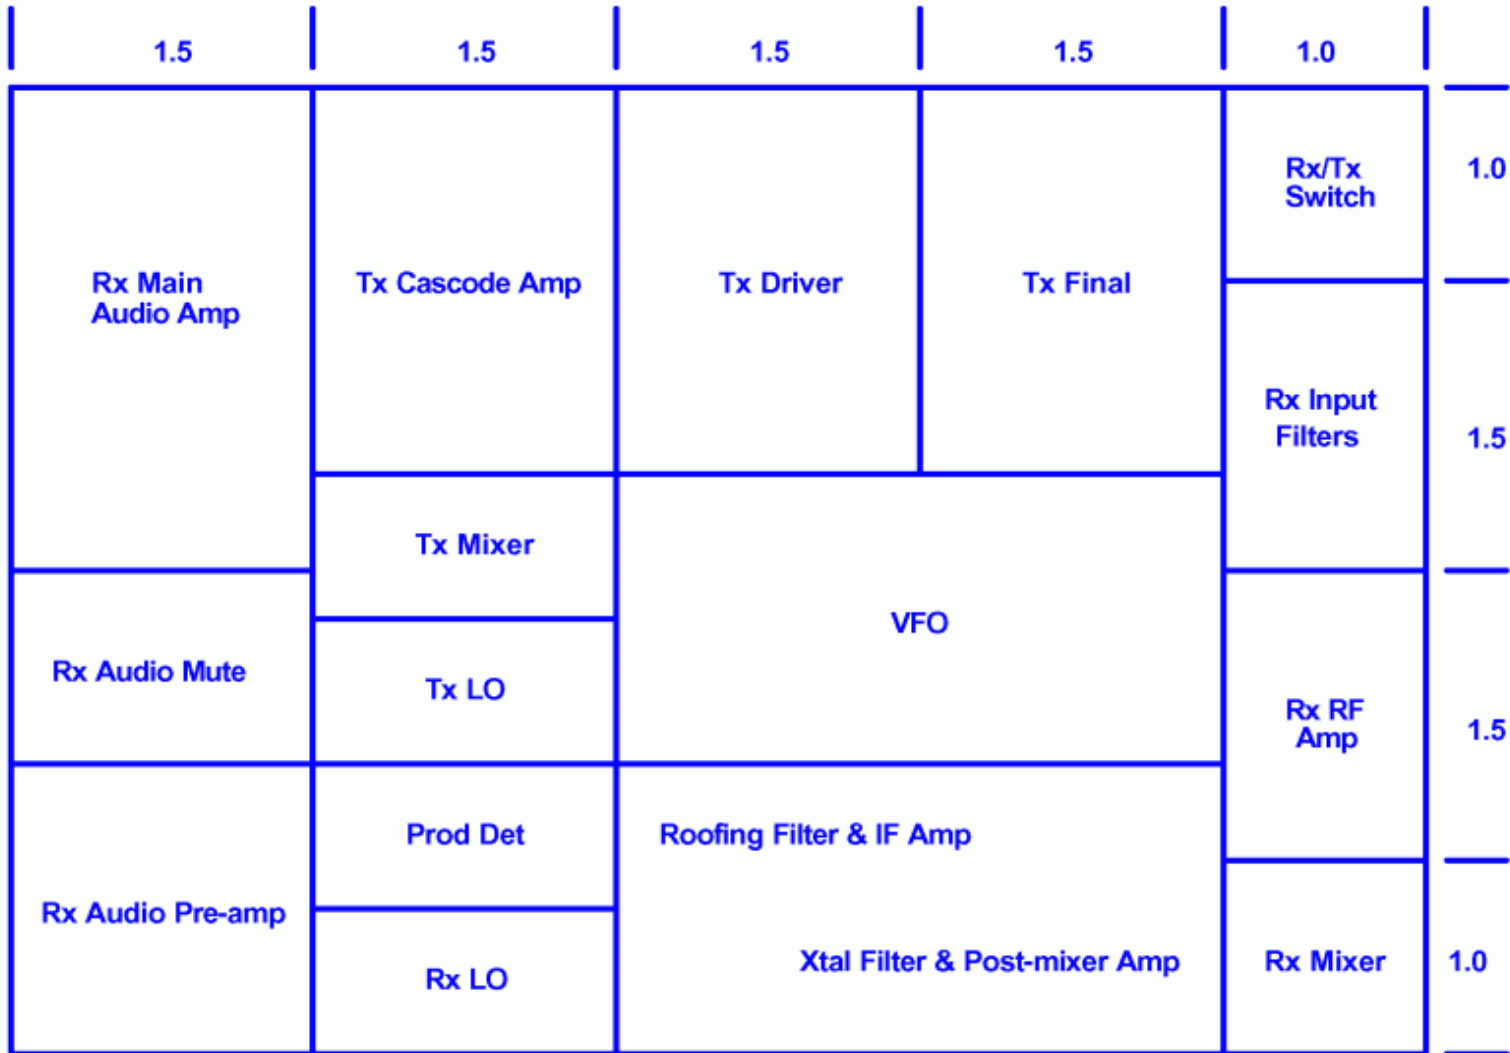 1.5 1.5 1.5 1.5 1.0
Rx/Tx
Switch
1.0
Rx Main
Audio Amp
Tx Cascode Amp
Tx Driver
Tx Final
Rx Input
Filters
1.5
Tx Mixer
VFO
Rx Audio Mute
Tx LO
Rx RF
Amp
1.5
Prod Det
Roofing Filter & IF Amp
Rx Audio Pre-amp
Xtal Filter & Post-mixer Amp
Rx Mixer
1.0
Rx LO